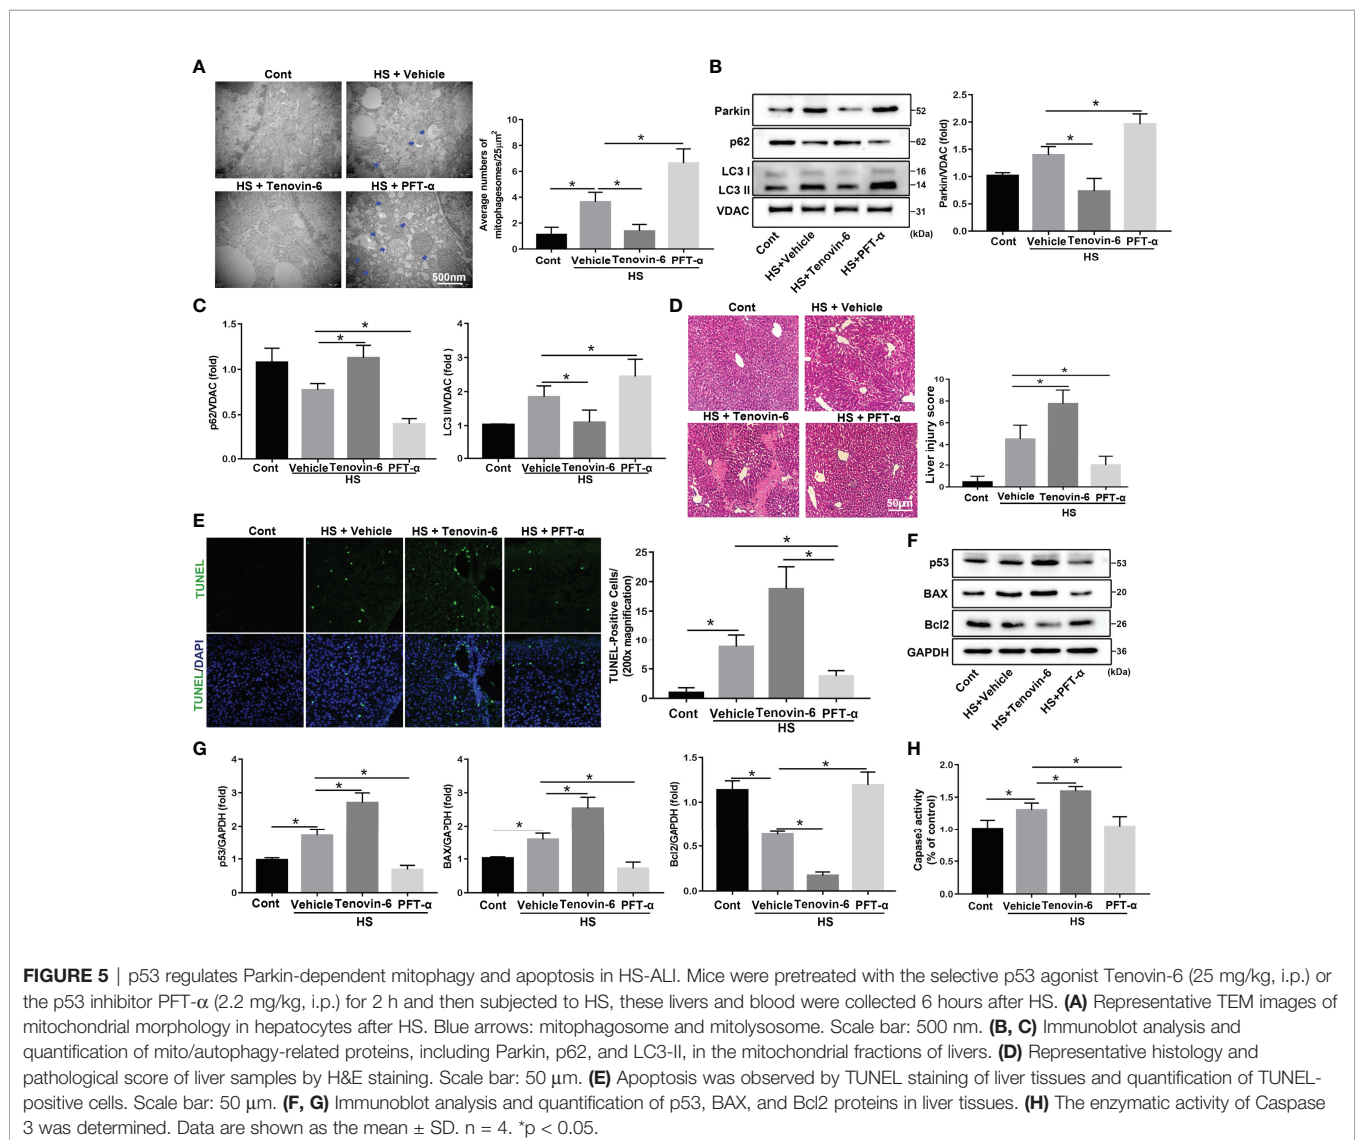 A
Cont
HS + Vehicle
HS + Tenovin-6
HS + PFT-α
500nm
Average numbers of
mitophagesomes/25μm²
10
8
6
4
2
0
*
*
*
Cont
Vehicle
Tenovin-6
PFT-α
HS
B
Parkin
52
p62
62
LC3 I
16
LC3 II
14
VDAC
31
(kDa)
Cont
HS+Vehicle
HS+Tenovin-6
HS+PFT-α
Parkin/VDAC (fold)
2.5
2.0
1.5
1.0
0.5
0.0
*
*
Cont
Vehicle
Tenovin-6
PFT-α
HS
C
p62/VDAC (fold)
1.5
1.0
0.5
0.0
*
*
Cont
Vehicle
Tenovin-6
PFT-α
HS
LC3 II/VDAC (fold )
4
3
2
1
0
*
*
Cont
Vehicle
Tenovin-6
PFT-α
HS
D
Cont
HS + Vehicle
HS + Tenovin-6
HS + PFT-α
50μm
Liver injury score
10
8
6
4
2
0
*
*
Cont
Vehicle
Tenovin-6
PFT-α
HS
E
Cont
HS + Vehicle
HS + Tenovin-6
HS + PFT-α
TUNEL
TUNEL/DAPI
TUNEL-Positive Cells/
(200x magnification)
25
20
15
10
5
0
*
*
*
Cont
Vehicle
Tenovin-6
PFT-α
HS
F
p53
53
BAX
20
Bcl2
26
GAPDH
36
(kDa)
Cont
HS+Vehicle
HS+Tenovin-6
HS+PFT-α
G
p53/GAPDH (fold)
4
3
2
1
0
*
*
*
Cont
Vehicle
Tenovin-6
PFT-α
HS
BAX/GAPDH (fold)
4
3
2
1
0
*
*
*
Cont
Vehicle
Tenovin-6
PFT-α
HS
Bcl2/GAPDH (fold)
1.5
1.0
0.5
0.0
*
*
*
Cont
Vehicle
Tenovin-6
PFT-α
HS
H
Caspase3 activity
(% of control)
2.0
1.5
1.0
0.5
0.0
*
*
*
Cont
Vehicle
Tenovin-6
PFT-α
HS
FIGURE 5 | p53 regulates Parkin-dependent mitophagy and apoptosis in HS-ALI. Mice were pretreated with the selective p53 agonist Tenovin-6 (25 mg/kg, i.p.) or
the p53 inhibitor PFT-α (2.2 mg/kg, i.p.) for 2 h and then subjected to HS, these livers and blood were collected 6 hours after HS. (A) Representative TEM images of
mitochondrial morphology in hepatocytes after HS. Blue arrows: mitophagosome and mitolysosome. Scale bar: 500 nm. (B, C) Immunoblot analysis and
quantification of mito/autophagy-related proteins, including Parkin, p62, and LC3-II, in the mitochondrial fractions of livers. (D) Representative histology and
pathological score of liver samples by H&E staining. Scale bar: 50 μm. (E) Apoptosis was observed by TUNEL staining of liver tissues and quantification of TUNEL-
positive cells. Scale bar: 50 μm. (F, G) Immunoblot analysis and quantification of p53, BAX, and Bcl2 proteins in liver tissues. (H) The enzymatic activity of Caspase
3 was determined. Data are shown as the mean ± SD. n = 4. *p < 0.05.